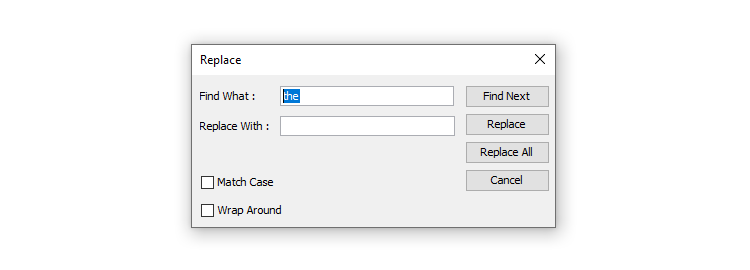 Replace
Find What : the Find Next
Replace With : Replace
Replace All
Match Case Cancel
Wrap Around